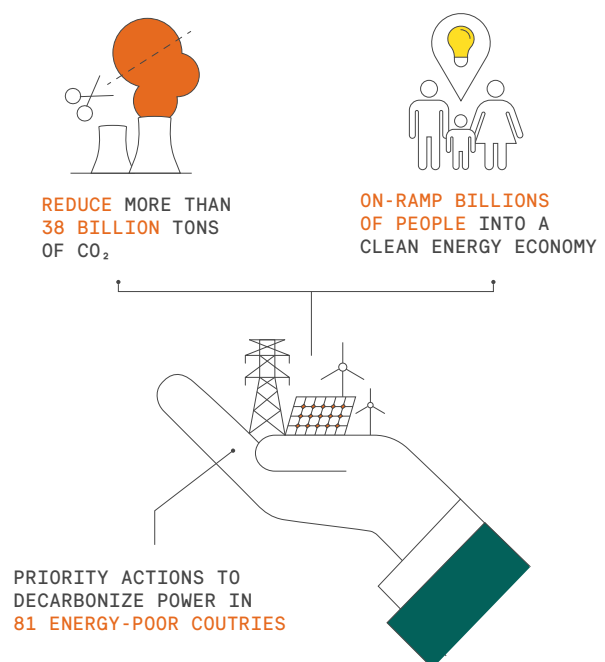 REDUCE MORE THAN
38 BILLION TONS
OF CO₂
ON-RAMP BILLIONS
OF PEOPLE INTO A
CLEAN ENERGY ECONOMY
PRIORITY ACTIONS TO
DECARBONIZE POWER IN
81 ENERGY-POOR COUTRIES